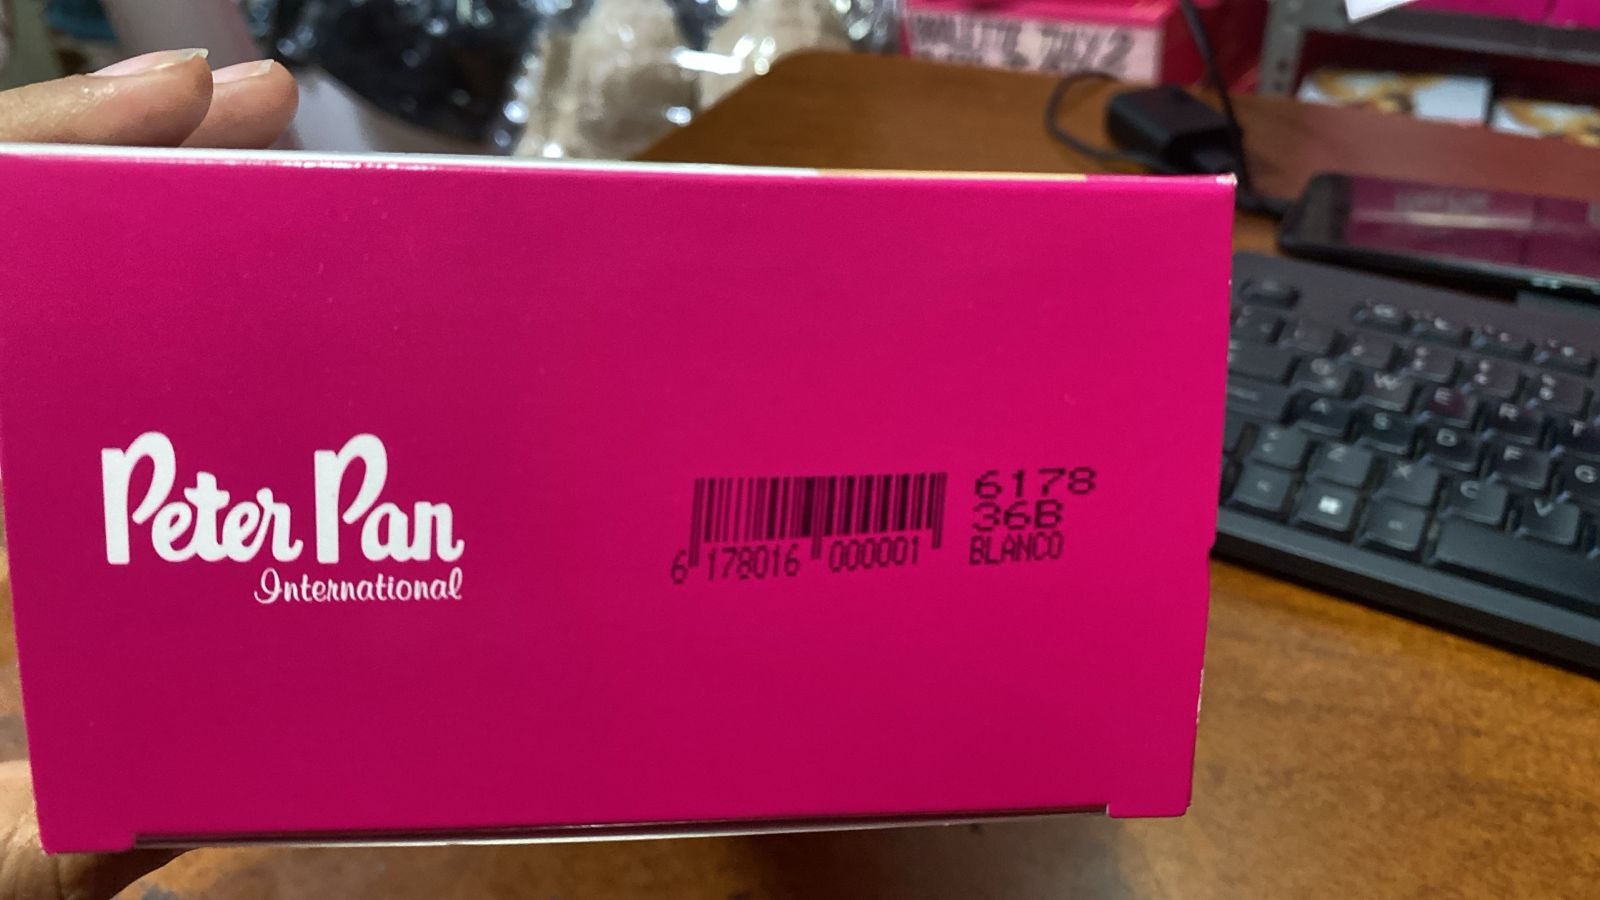 Peter Pan
International
6178
36B
BLANCO
6 178016 000001